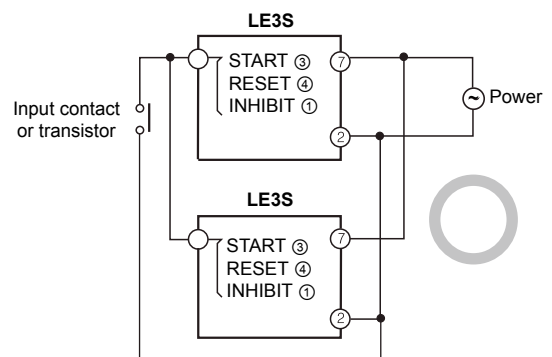 LE3S
START ③
RESET ④
INHIBIT ①
7
2
Input contact
or transistor
~ Power
LE3S
START ③
RESET ④
INHIBIT ①
7
2